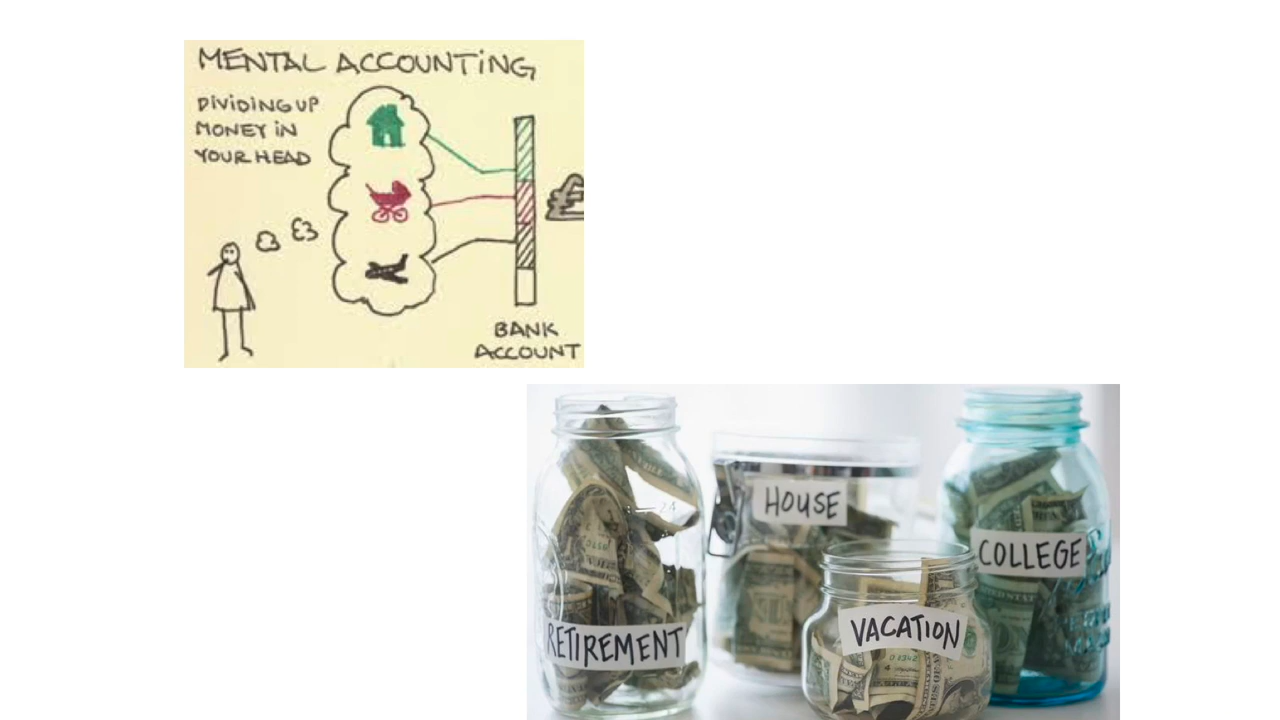 MENTAL ACCOUNTING
DIVIDING UP
MONEY IN
YOUR HEAD
£
BANK
ACCOUNT
HOUSE
COLLEGE
VACATION
RETIREMENT